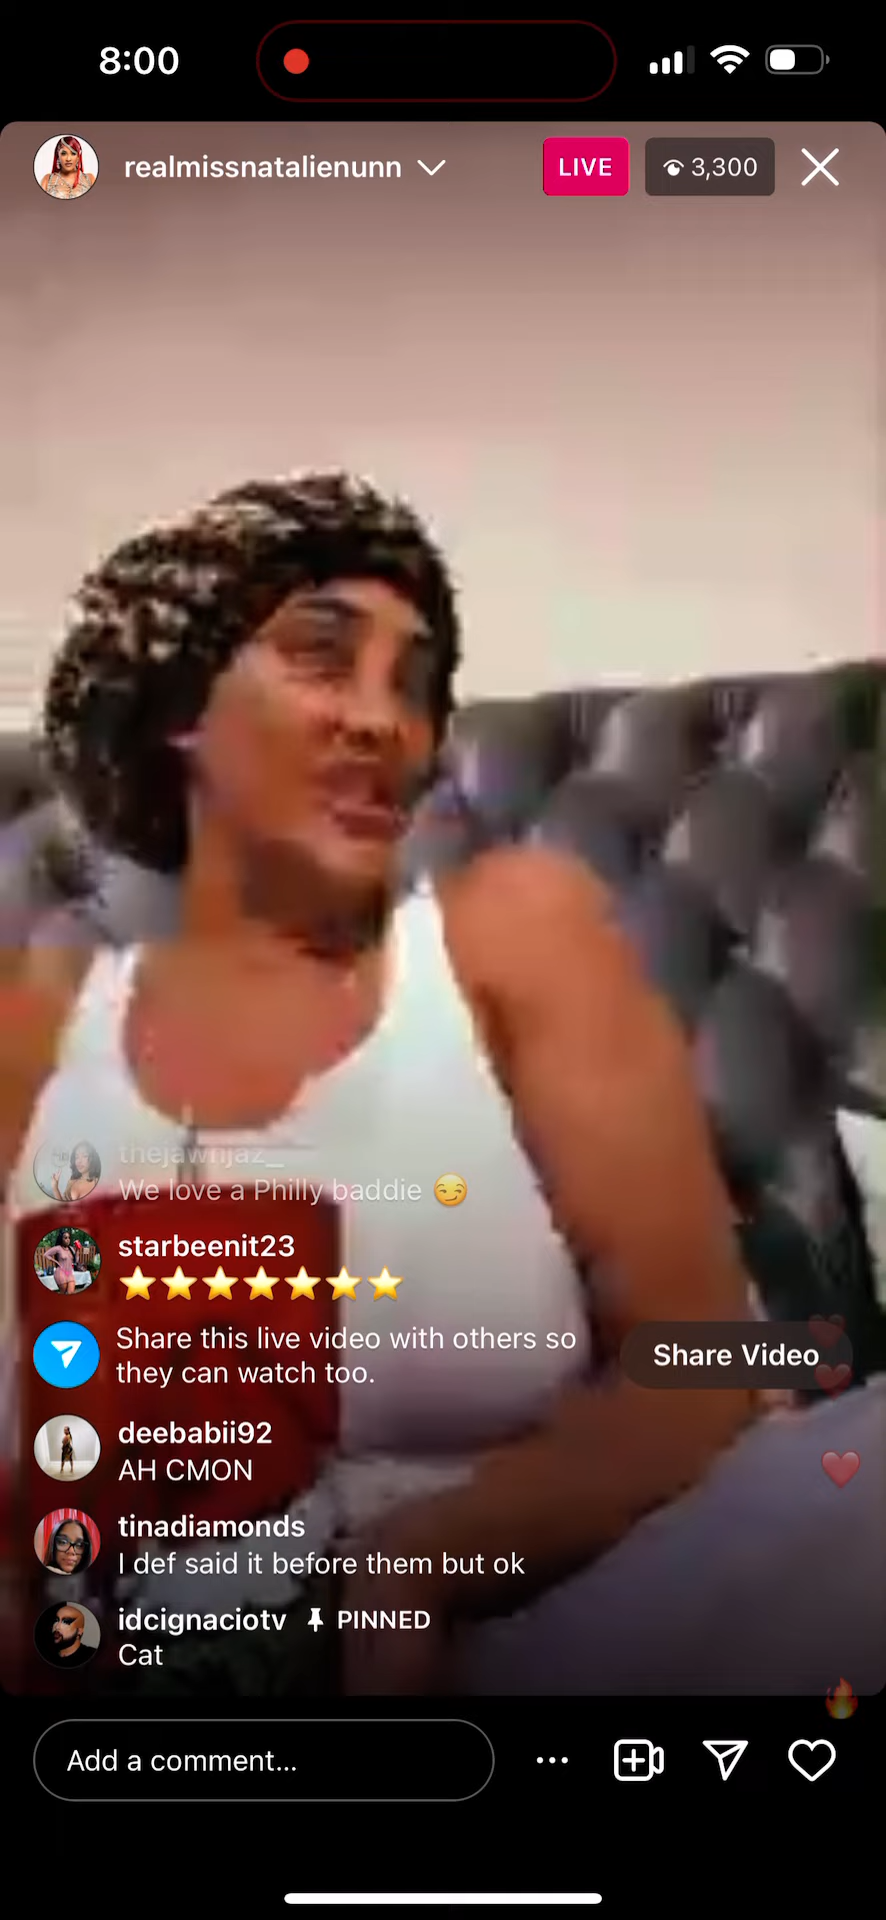 8:00
realmissnatalienunn
LIVE
3,300
thejawnjaz_
We love a Philly baddie 😏
starbeenit23
⭐⭐⭐⭐⭐⭐⭐
Share this live video with others so
they can watch too.
Share Video
deebabii92
AH CMON
tinadiamonds
I def said it before them but ok
idcignaciotv PINNED
Cat
Add a comment...